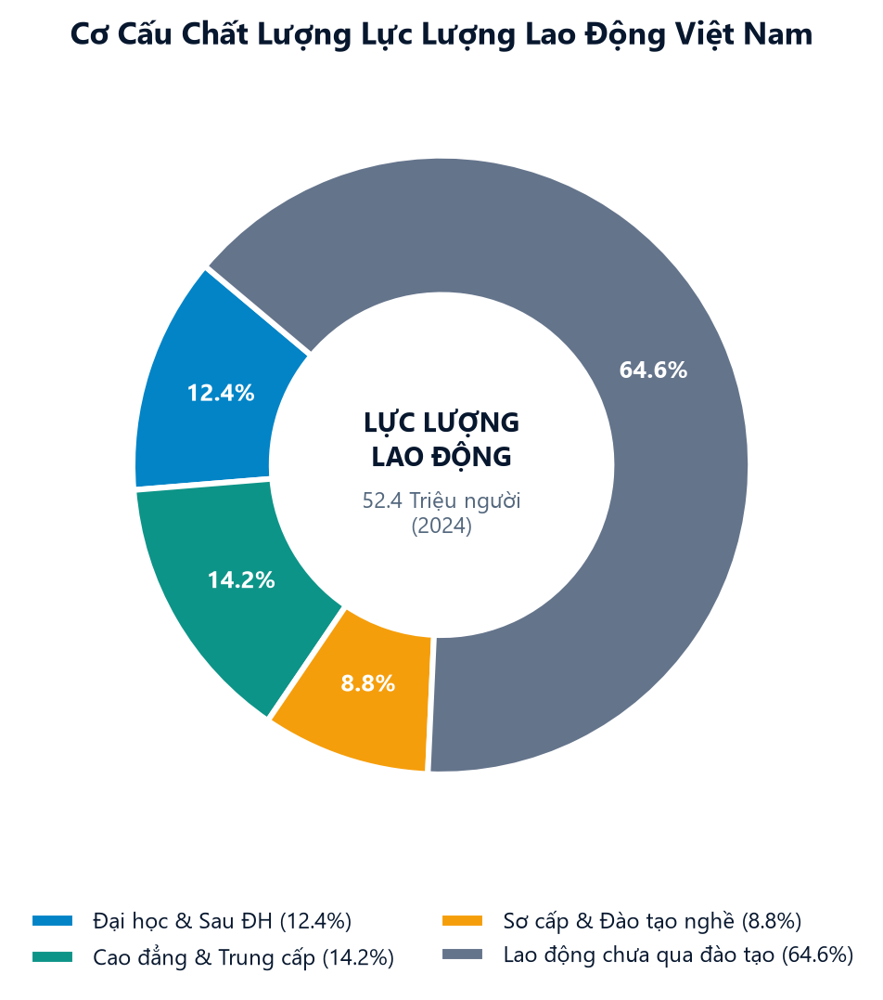 Cơ Cấu Chất Lượng Lực Lượng Lao Động Việt Nam
64.6%
12.4%
LỰC LƯỢNG
LAO ĐỘNG
52.4 Triệu người
(2024)
14.2%
8.8%
Đại học & Sau ĐH (12.4%)
Cao đẳng & Trung cấp (14.2%)
Sơ cấp & Đào tạo nghề (8.8%)
Lao động chưa qua đào tạo (64.6%)